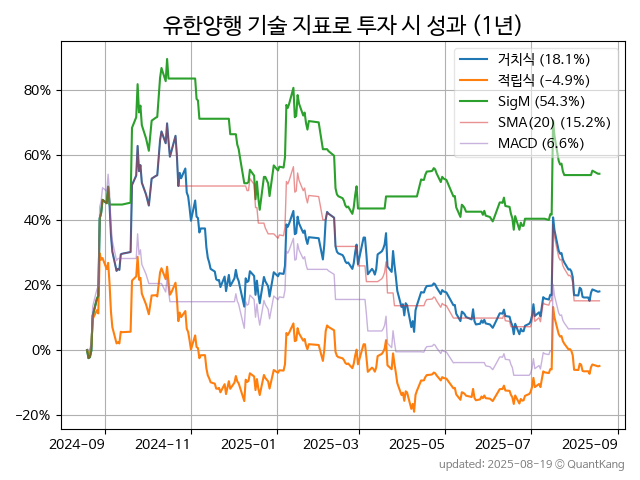 유한양행 기술 지표로 투자 시 성과 (1년)
거치식 (18.1%)
적립식 (-4.9%)
SigM (54.3%)
SMA(20) (15.2%)
MACD (6.6%)
80%
60%
40%
20%
0%
-20%
2024-09 2024-11 2025-01 2025-03 2025-05 2025-07 2025-09
updated: 2025-08-19 © QuantKang